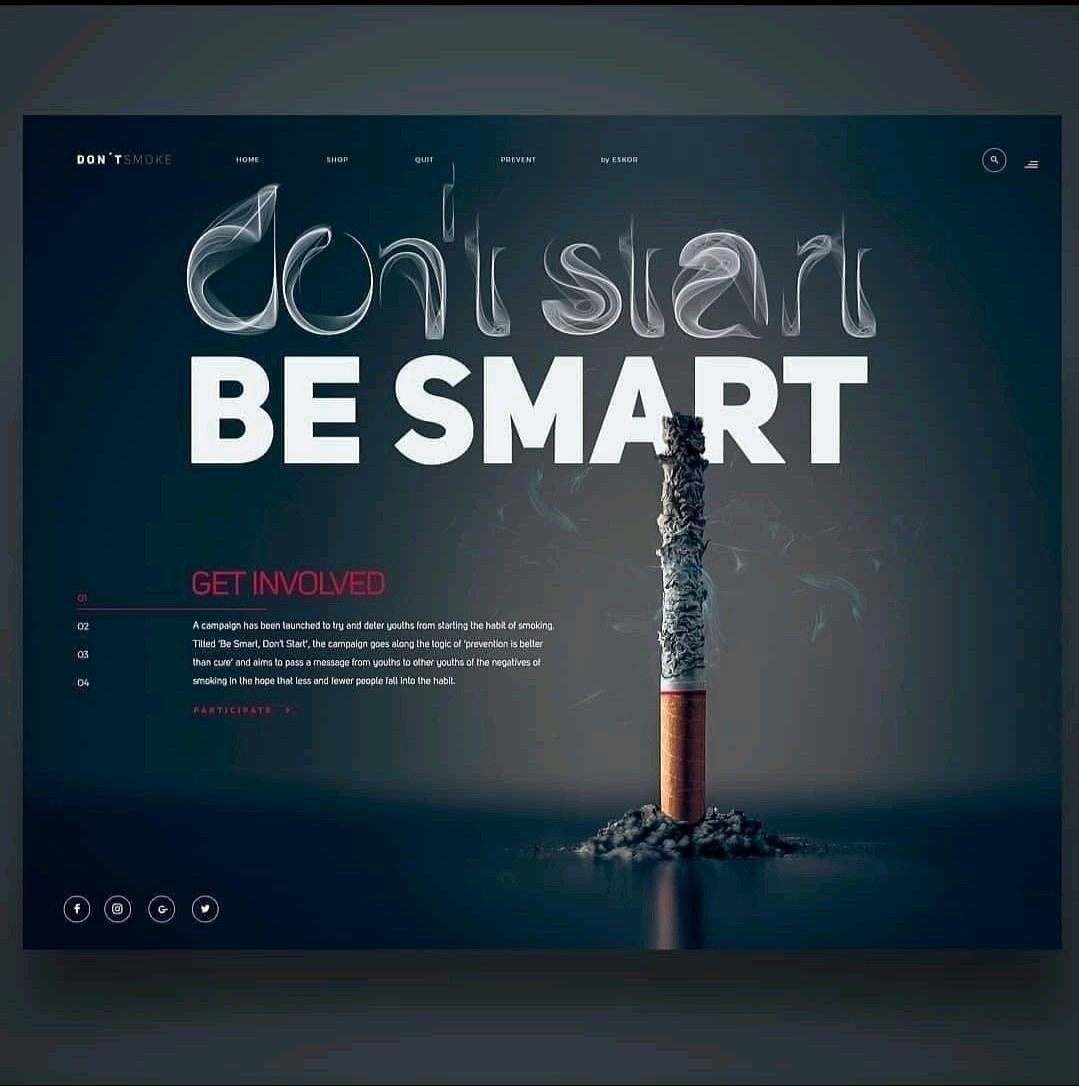 DON'TSMOKE
HOME SHOP QUIT PREVENT by ESKOR
don't start
BE SMART
GET INVOLVED
01
02
03
04
A campaign has been launched to try and deter youths from starting the habit of smoking.
Titled 'Be Smart, Don't Start', the campaign goes along the logic of 'prevention is better
than cure' and aims to pass a message from youths to other youths of the negatives of
smoking in the hope that less and fewer people fall into the habit.
PARTICIPATE